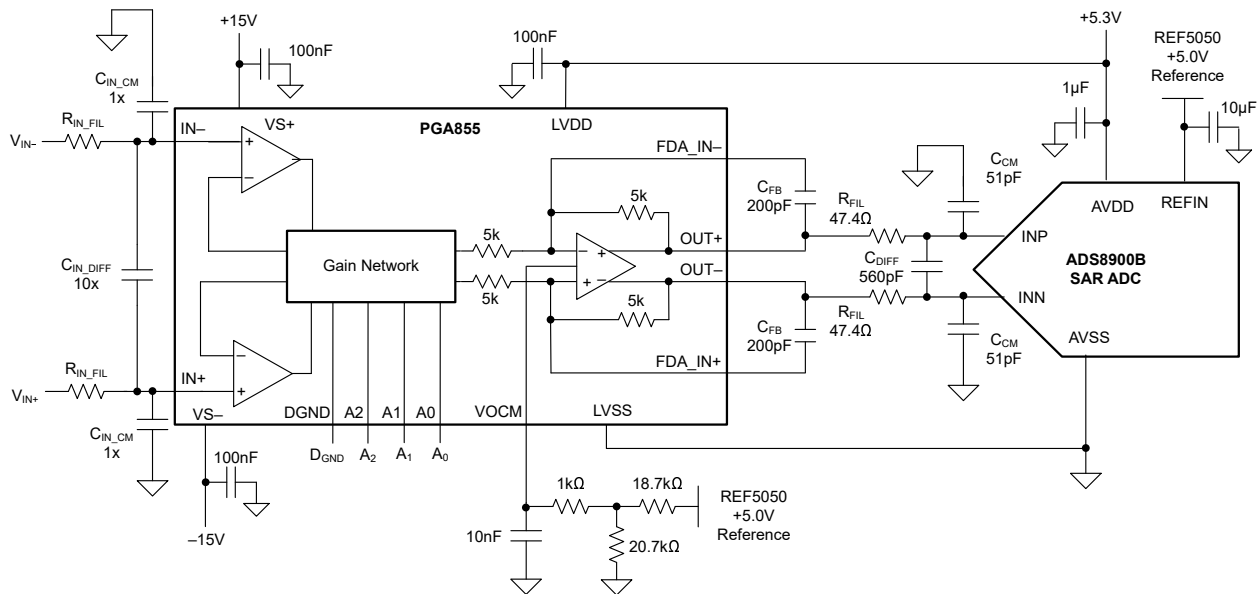 +15V
100nF
100nF
+5.3V
REF5050
+5.0V
Reference
1µF
10µF
C_IN_CM
1x
R_IN_FIL
V_IN–
IN–
VS+
PGA855
LVDD
FDA_IN–
C_FB
200pF
R_FIL
47.4Ω
C_CM
51pF
AVDD
REFIN
5k
5k
OUT+
INP
Gain Network
C_IN_DIFF
10x
+
–
–
+
+
–
–
+
5k
OUT–
C_DIFF
560pF
ADS8900B
SAR ADC
INN
5k
C_FB
200pF
R_FIL
47.4Ω
C_CM
51pF
AVSS
R_IN_FIL
V_IN+
IN+
FDA_IN+
VS–
DGND
A2
A1
A0
VOCM
LVSS
C_IN_CM
1x
100nF
D_GND
A₂
A₁
A₀
–15V
1kΩ
18.7kΩ
REF5050
+5.0V
Reference
10nF
20.7kΩ